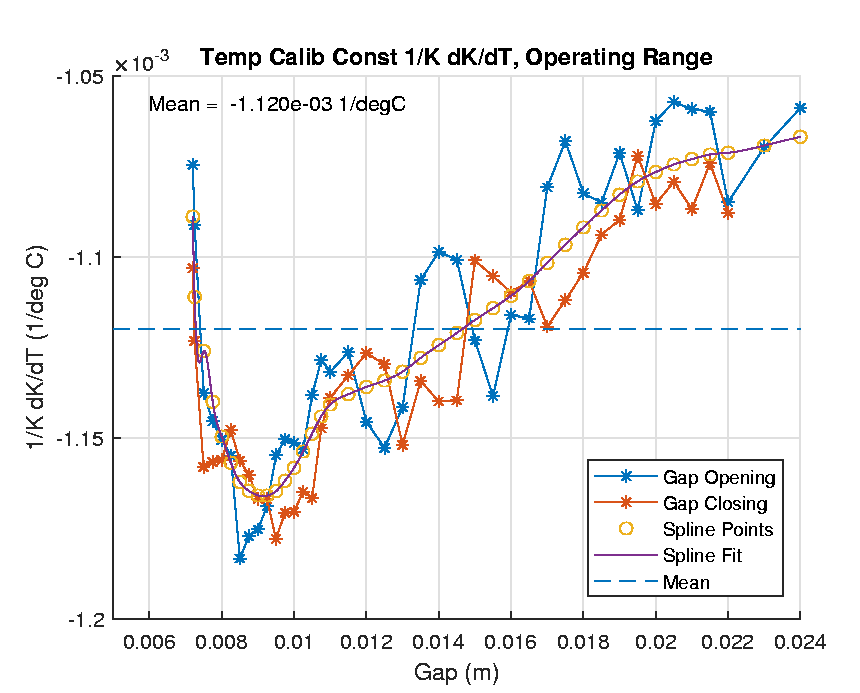 Temp Calib Const 1/K dK/dT, Operating Range
×10-3
Mean = -1.120e-03 1/degC
-1.05
-1.1
-1.15
-1.2
1/K dK/dT (1/deg C)
Gap Opening
Gap Closing
Spline Points
Spline Fit
Mean
0.006 0.008 0.01 0.012 0.014 0.016 0.018 0.02 0.022 0.024
Gap (m)